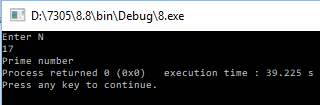 D:\7305\8.8\bin\Debug\8.exe
Enter N
17
Prime number
Process returned 0 (0x0)   execution time : 39.225 s
Press any key to continue.